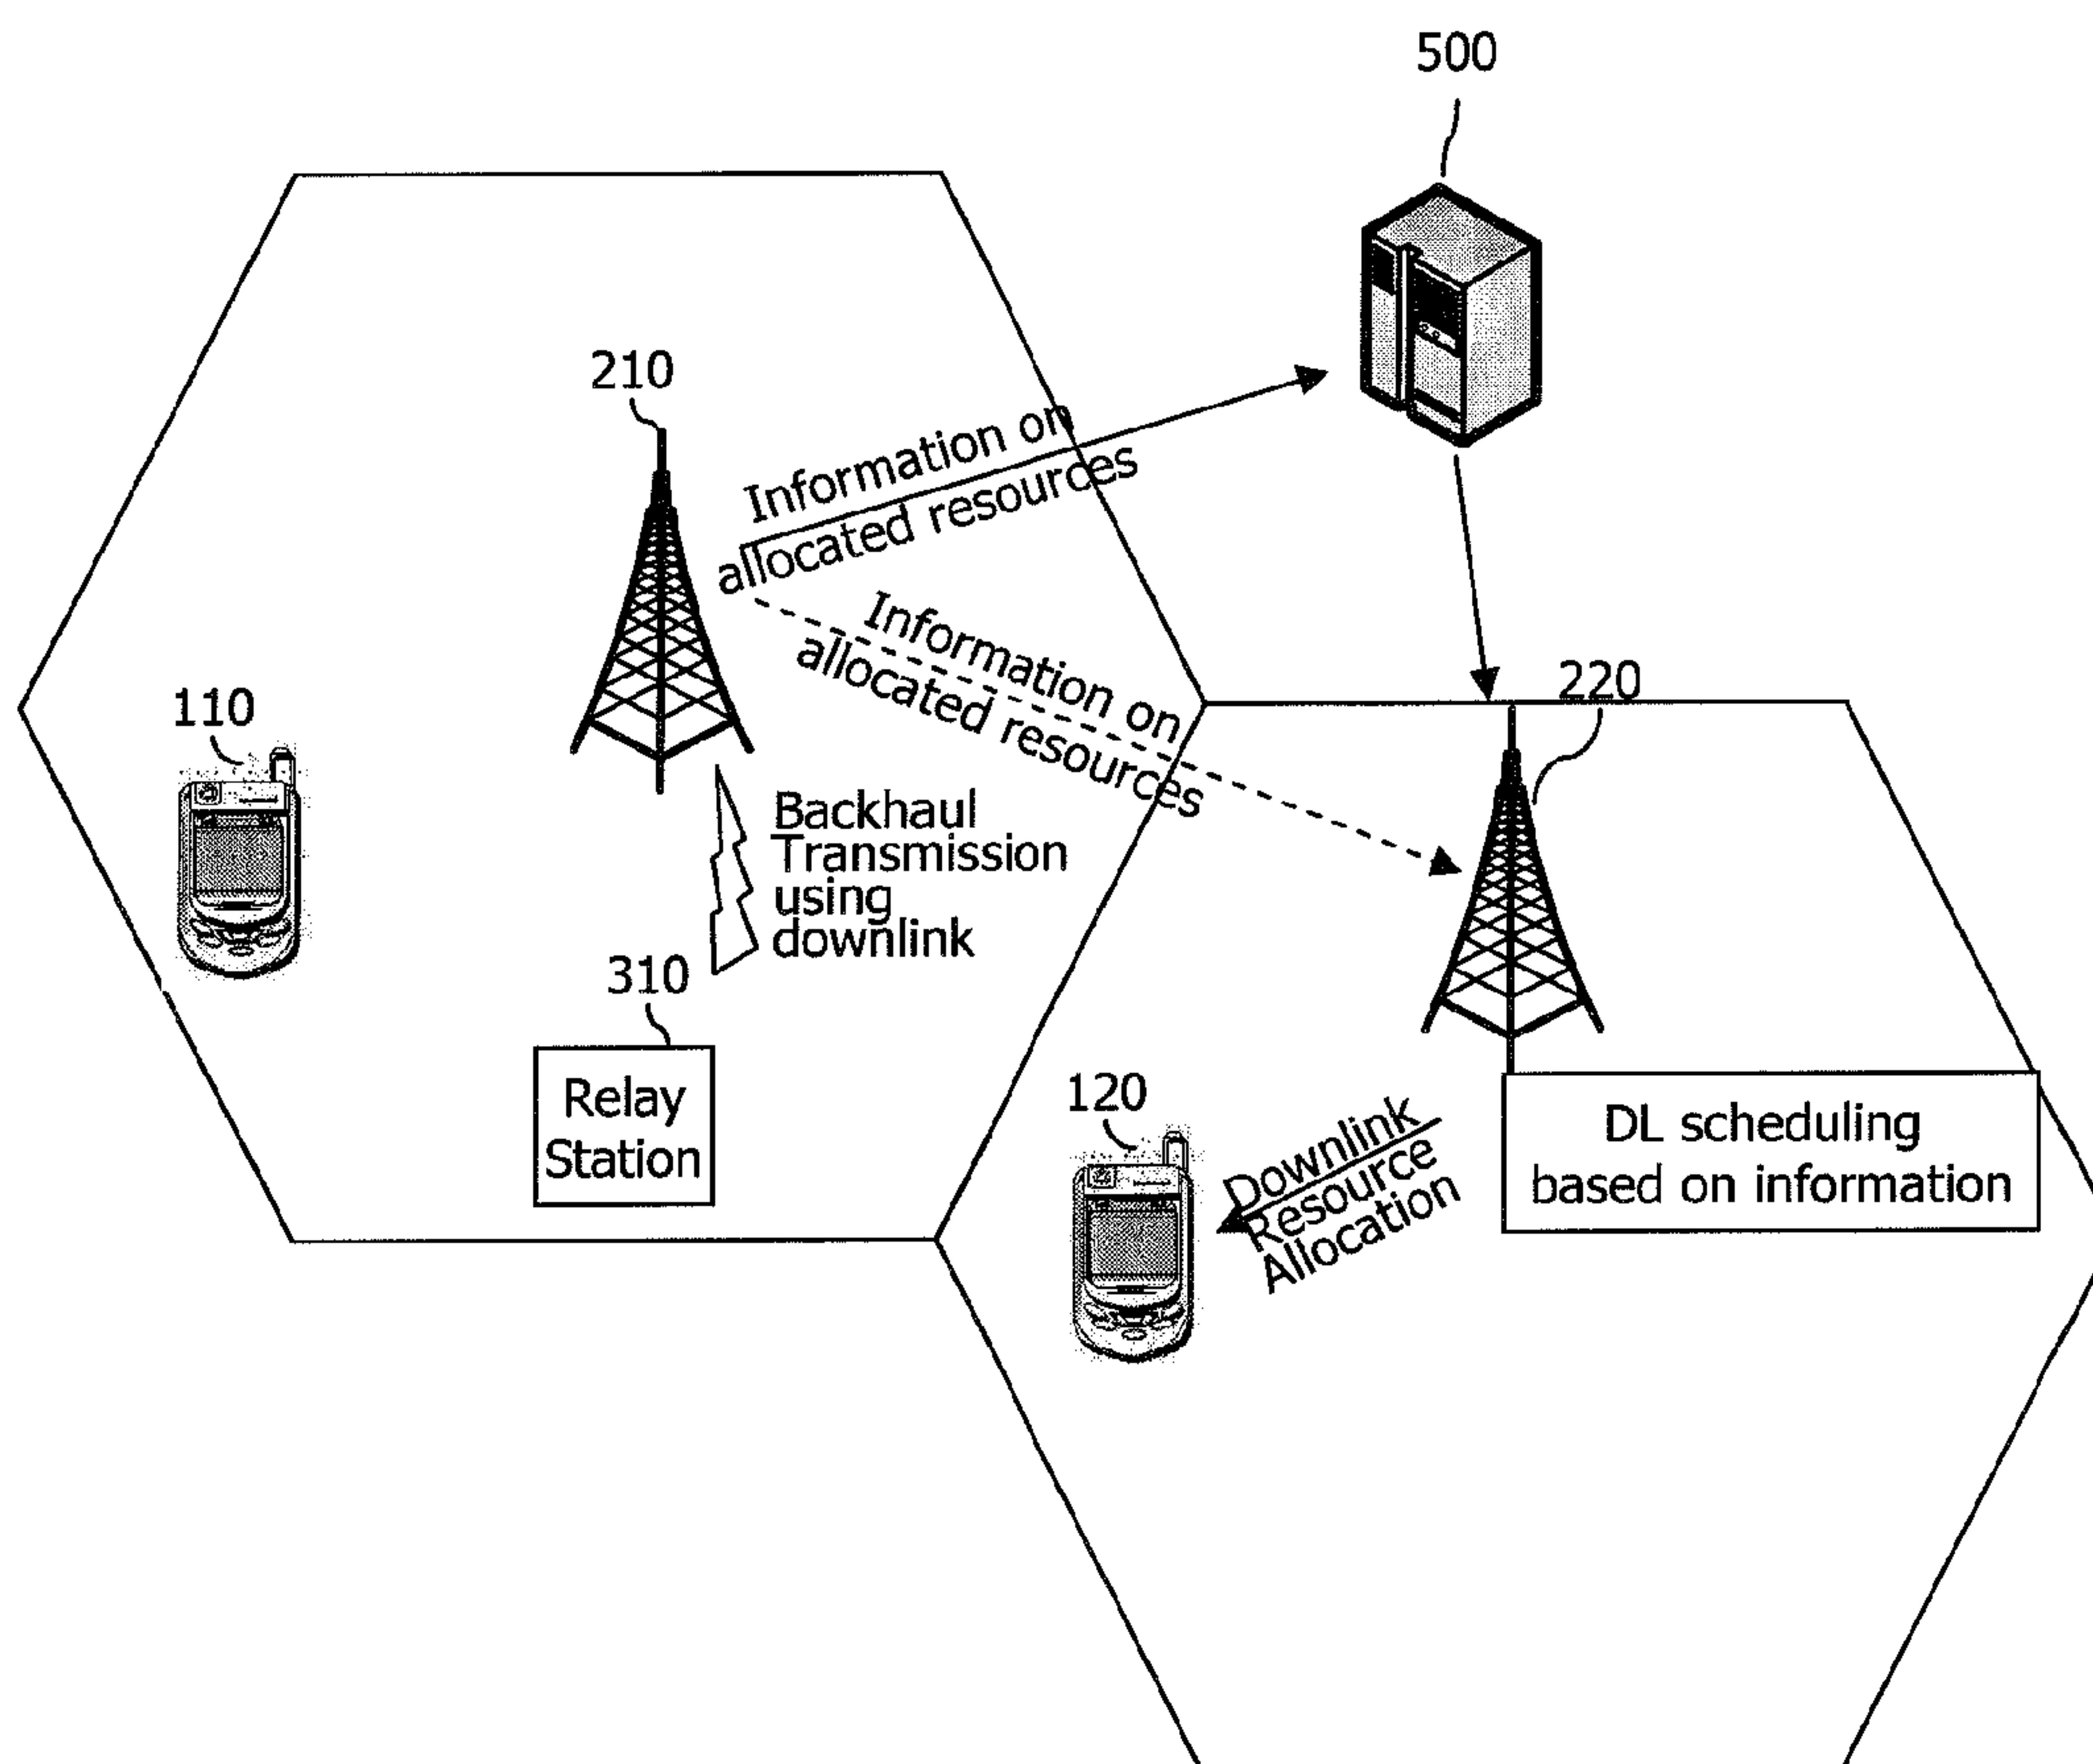 500
210
Information on
allocated resources
Information on
allocated resources
220
110
Backhaul
Transmission
using
downlink
310
Relay
Station
120
Downlink
Resource
Allocation
DL scheduling
based on information